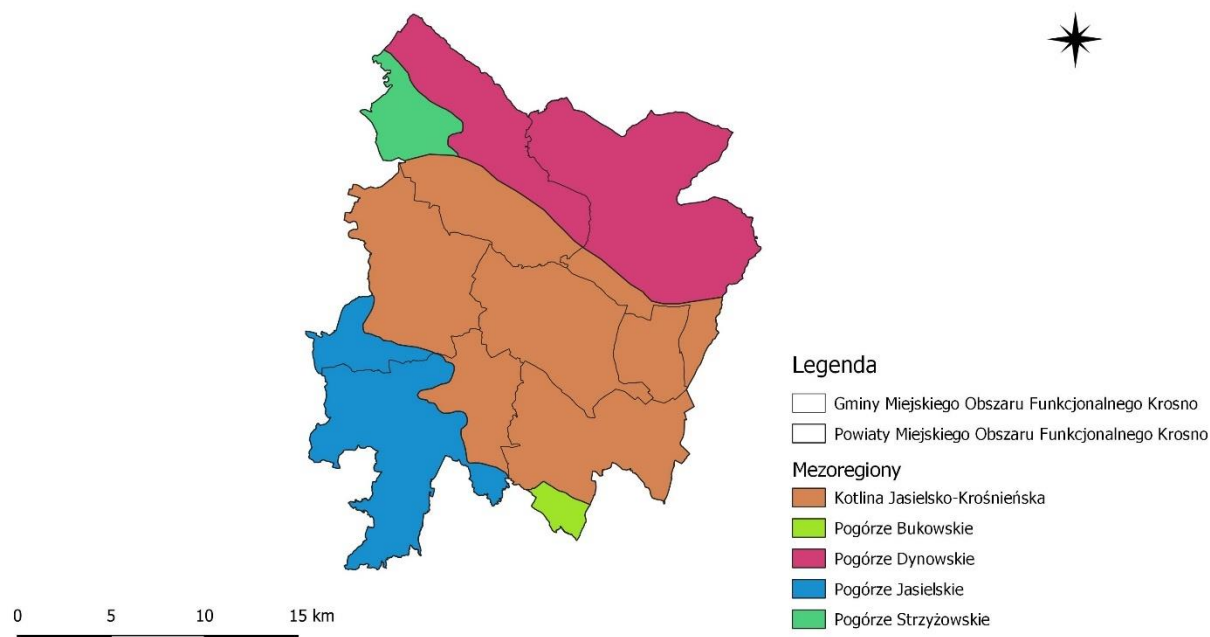 Legenda
Gminy Miejskiego Obszaru Funkcjonalnego Krosno
Powiaty Miejskiego Obszaru Funkcjonalnego Krosno
Mezoregiony
Kotlina Jasielsko-Krośnieńska
Pogórze Bukowskie
Pogórze Dynowskie
Pogórze Jasielskie
Pogórze Strzyżowskie
0 5 10 15 km